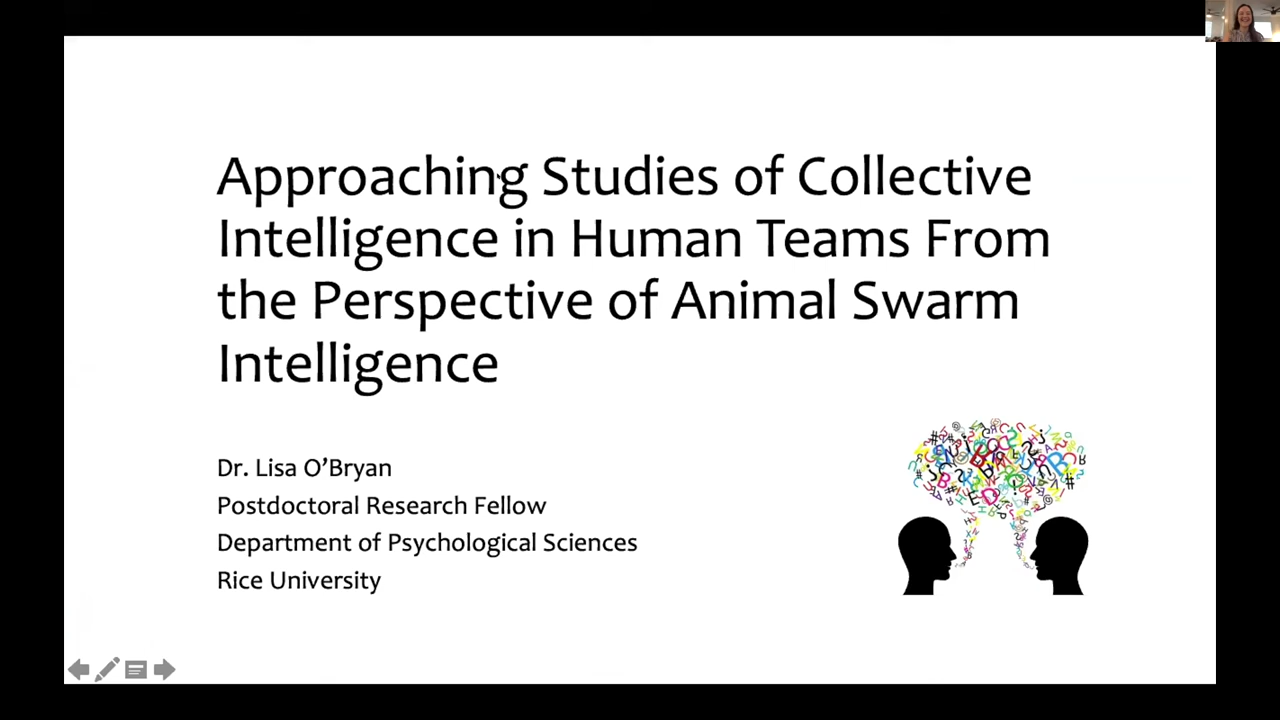 Approaching Studies of Collective
Intelligence in Human Teams From
the Perspective of Animal Swarm
Intelligence
Dr. Lisa O’Bryan
Postdoctoral Research Fellow
Department of Psychological Sciences
Rice University